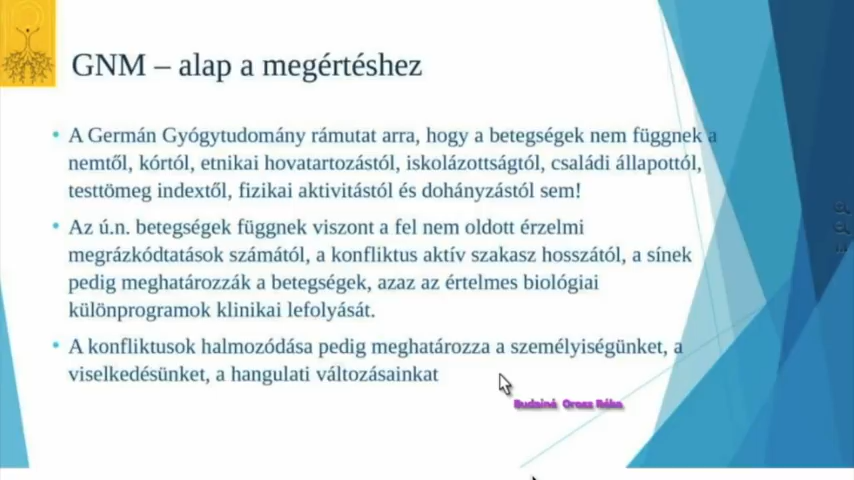 GNM – alap a megértéshez
• A Germán Gyógytudomány rámutat arra, hogy a betegségek nem függnek a
nemtől, kórtól, etnikai hovatartozástól, iskolázottságtól, családi állapottól,
testtömeg indextől, fizikai aktivitástól és dohányzástól sem!
• Az ú.n. betegségek függnek viszont a fel nem oldott érzelmi
megrázkódtatások számától, a konfliktus aktív szakasz hosszától, a sínek
pedig meghatározzák a betegségek, azaz az értelmes biológiai
különprogramok klinikai lefolyását.
• A konfliktusok halmozódása pedig meghatározza a személyiségünket, a
viselkedésünket, a hangulati változásainkat
Budainé Orosz Réka